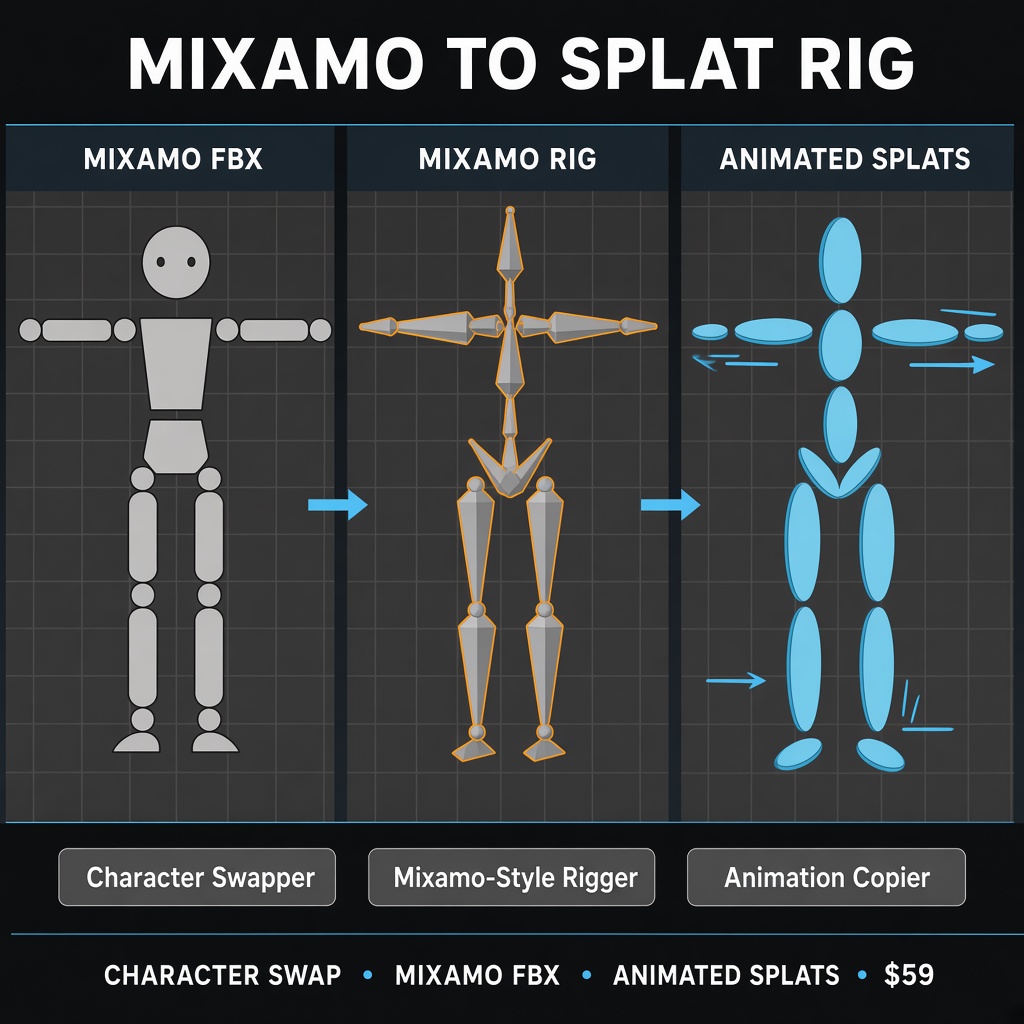 MIXAMO TO SPLAT RIG
MIXAMO FBX
MIXAMO RIG
ANIMATED SPLATS
Character Swapper
Mixamo-Style Rigger
Animation Copier
CHARACTER SWAP • MIXAMO FBX • ANIMATED SPLATS • $59